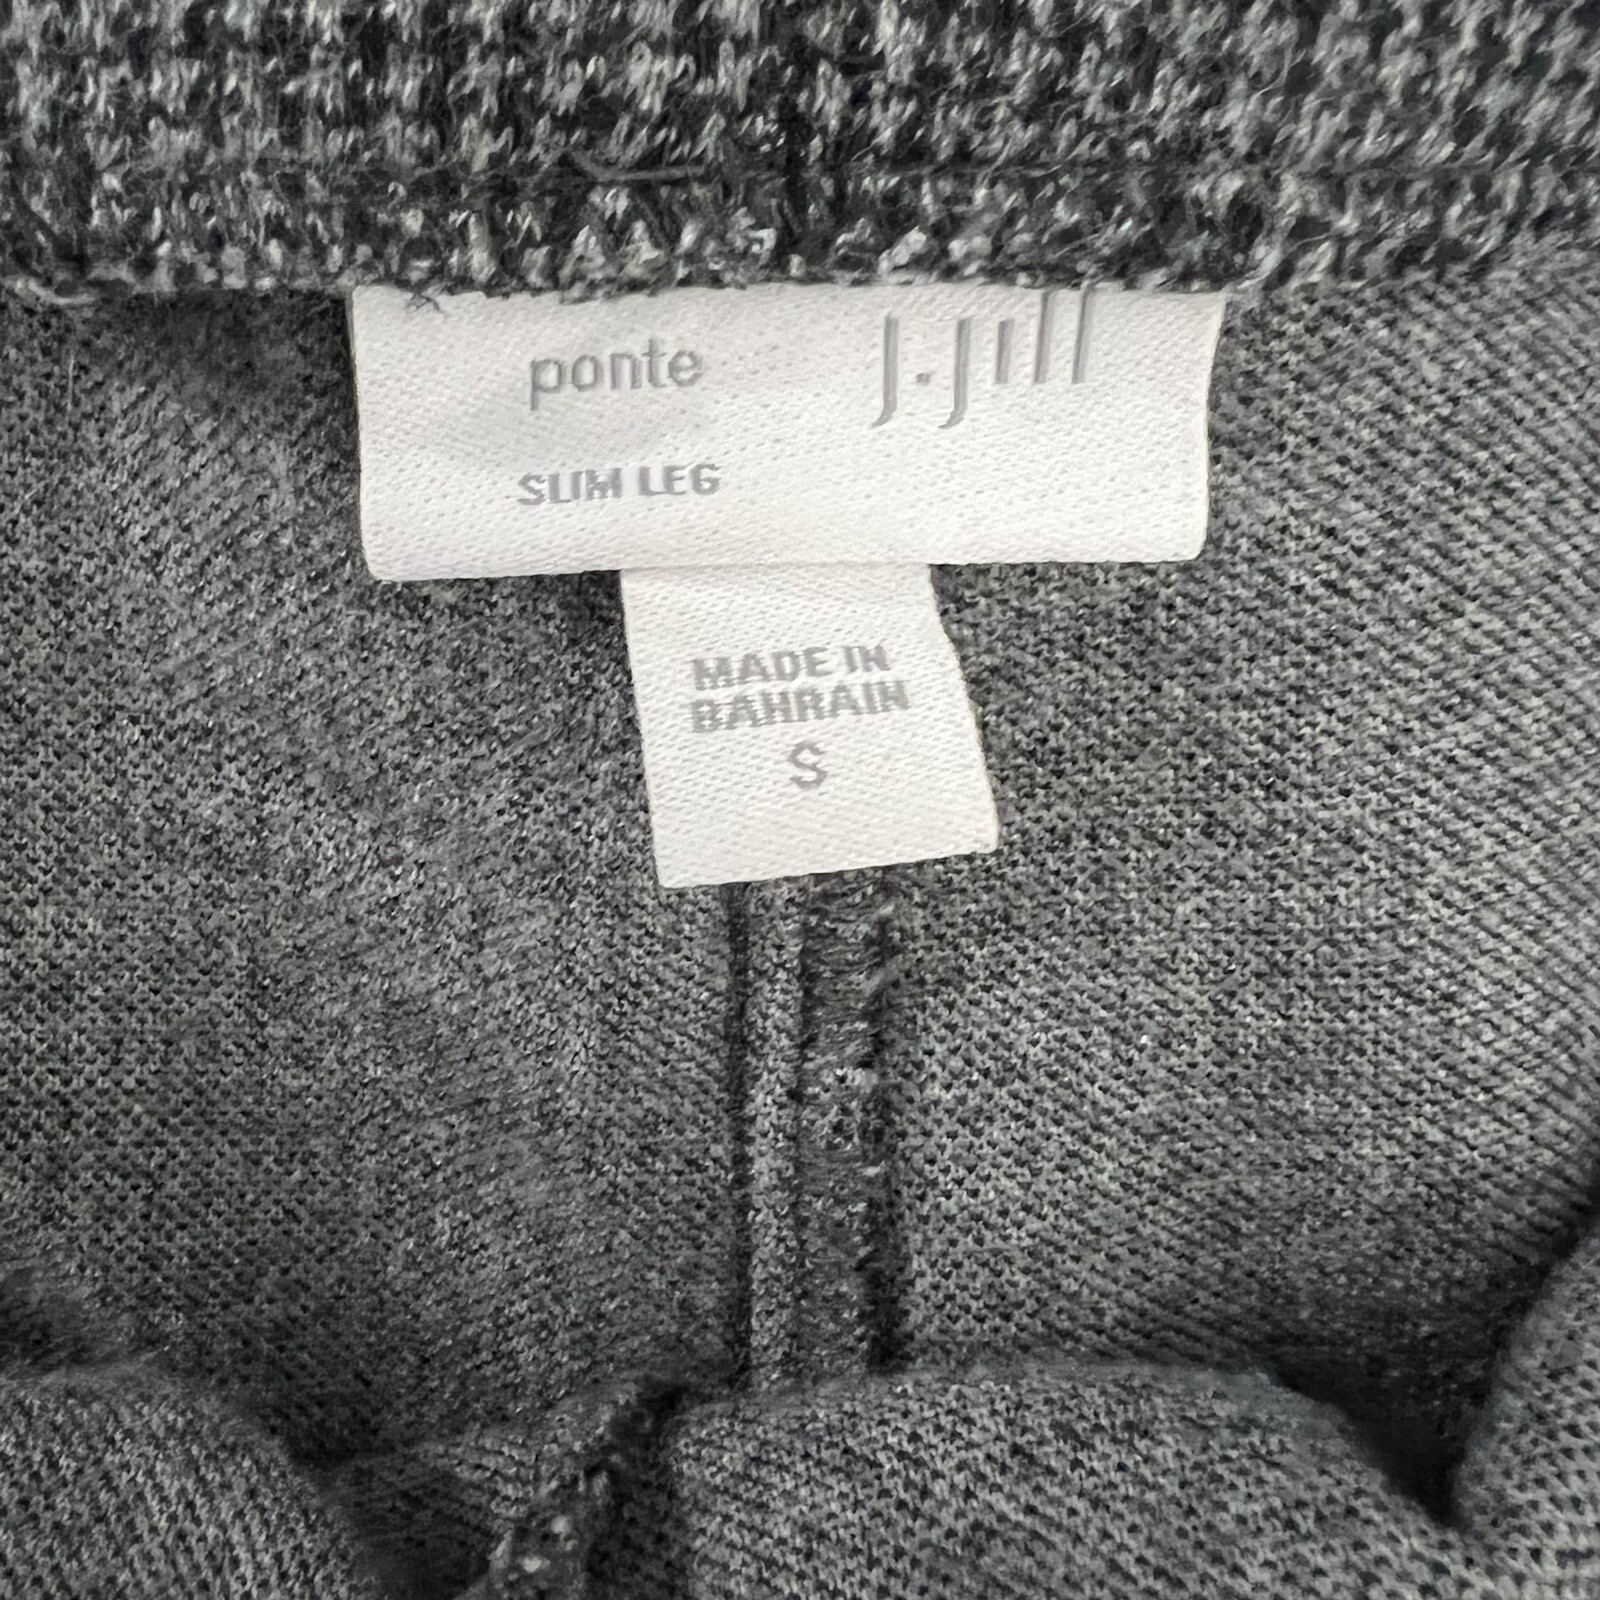 ponte J.Jill
SLIM LEG
MADE IN
BAHRAIN
S